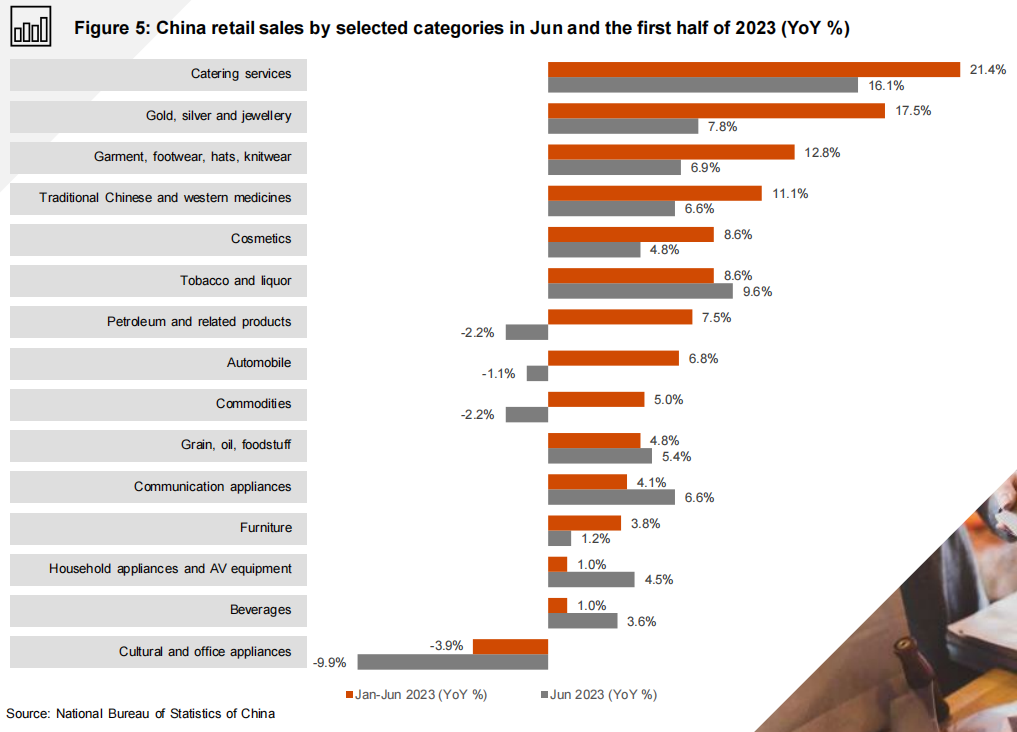 Figure 5: China retail sales by selected categories in Jun and the first half of 2023 (YoY %)
Catering services
21.4%
16.1%
Gold, silver and jewellery
17.5%
7.8%
Garment, footwear, hats, knitwear
12.8%
6.9%
Traditional Chinese and western medicines
11.1%
6.6%
Cosmetics
8.6%
4.8%
Tobacco and liquor
8.6%
9.6%
Petroleum and related products
7.5%
-2.2%
Automobile
6.8%
-1.1%
Commodities
5.0%
-2.2%
Grain, oil, foodstuff
4.8%
5.4%
Communication appliances
4.1%
6.6%
Furniture
3.8%
1.2%
Household appliances and AV equipment
1.0%
4.5%
Beverages
1.0%
3.6%
Cultural and office appliances
-3.9%
-9.9%
Jan-Jun 2023 (YoY %)
Jun 2023 (YoY %)
Source: National Bureau of Statistics of China